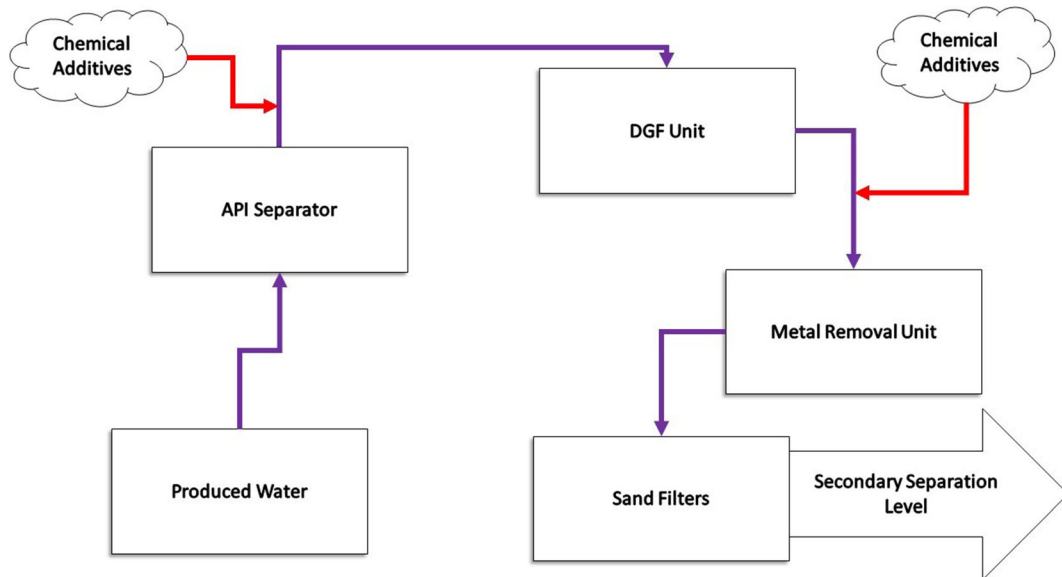 Chemical
Additives
Chemical
Additives
DGF Unit
API Separator
Metal Removal Unit
Produced Water
Sand Filters
Secondary Separation
Level